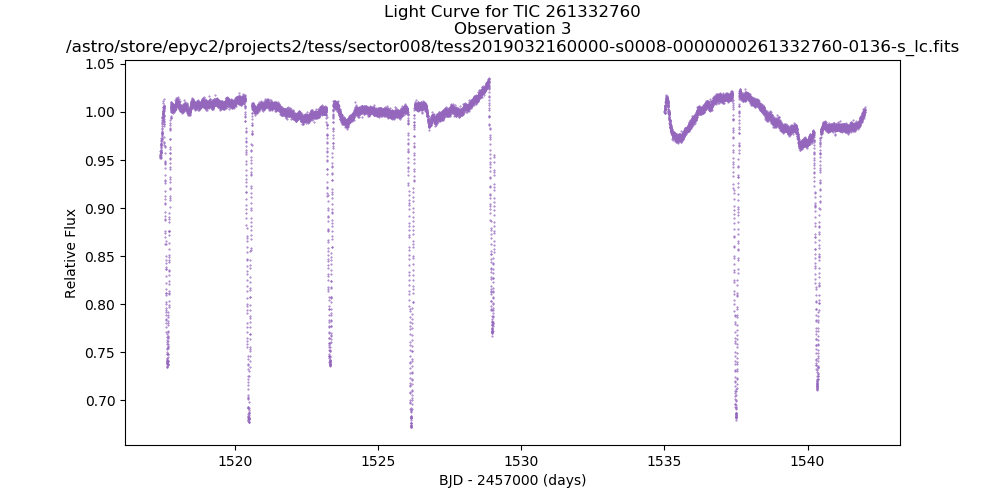 Light Curve for TIC 261332760
Observation 3
/astro/store/epyc2/projects2/tess/sector008/tess2019032160000-s0008-0000000261332760-0136-s_lc.fits
1.05
1.00
0.95
0.90
0.85
0.80
0.75
0.70
Relative Flux
1520
1525
1530
1535
1540
BJD - 2457000 (days)